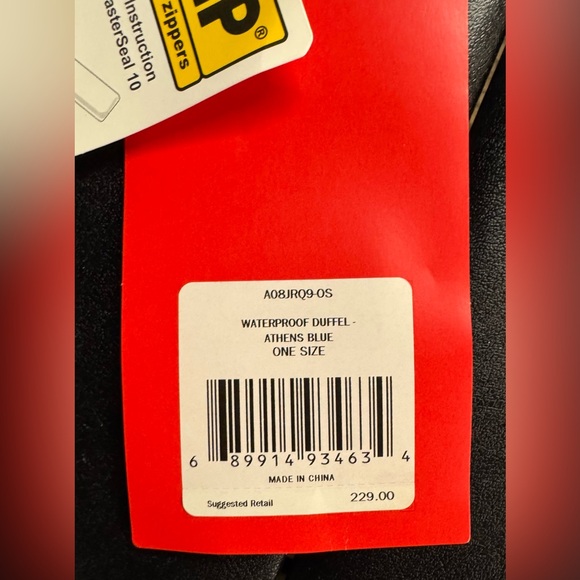 IP®
zippers
Instruction
asterSeal 10
A08JRQ9-OS
WATERPROOF DUFFEL -
ATHENS BLUE
ONE SIZE
6 89914 93463 4
MADE IN CHINA
Suggested Retail 229.00